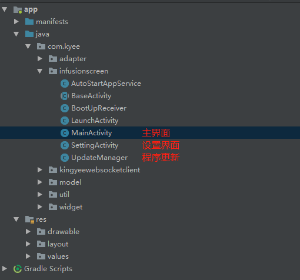 app
manifests
java
com.kyee
adapter
infusionscreen
AutoStartAppService
BaseActivity
BootUpReceiver
LaunchActivity
MainActivity 主界面
SettingActivity 设置界面
UpdateManager 程序更新
kingyeewebsocketclient
model
util
widget
res
drawable
layout
values
Gradle Scripts